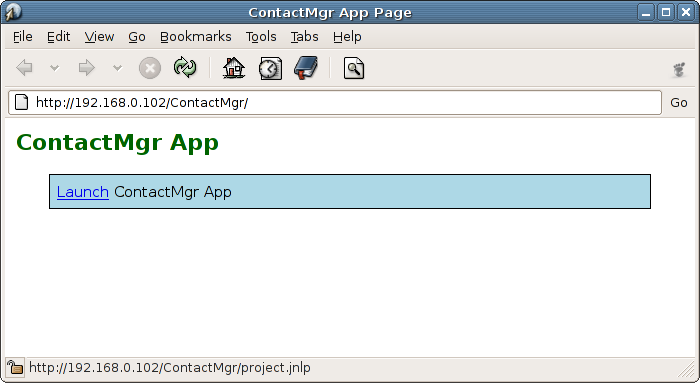 ContactMgr App Page
File Edit View Go Bookmarks Tools Tabs Help
http://192.168.0.102/ContactMgr/ Go
ContactMgr App
Launch ContactMgr App
http://192.168.0.102/ContactMgr/project.jnlp